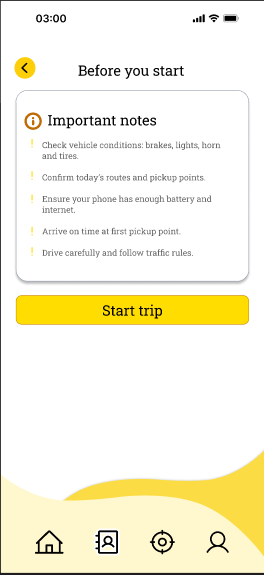 03:00
Before you start
Important notes
! Check vehicle conditions: brakes, lights, horn
and tires.
! Confirm today's routes and pickup points.
! Ensure your phone has enough battery and
internet.
! Arrive on time at first pickup point.
! Drive carefully and follow traffic rules.
Start trip